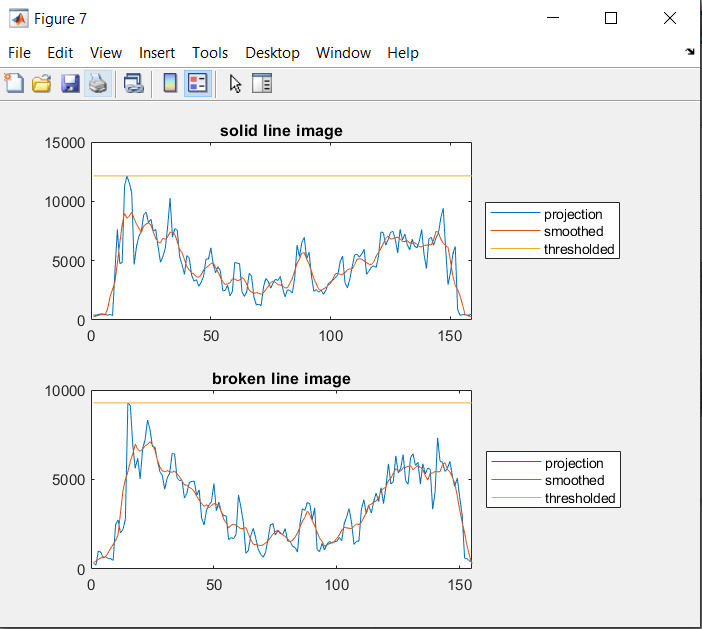 Figure 7
File Edit View Insert Tools Desktop Window Help
solid line image
15000
10000
5000
0
0 50 100 150
projection
smoothed
thresholded
broken line image
10000
5000
0
0 50 100 150
projection
smoothed
thresholded